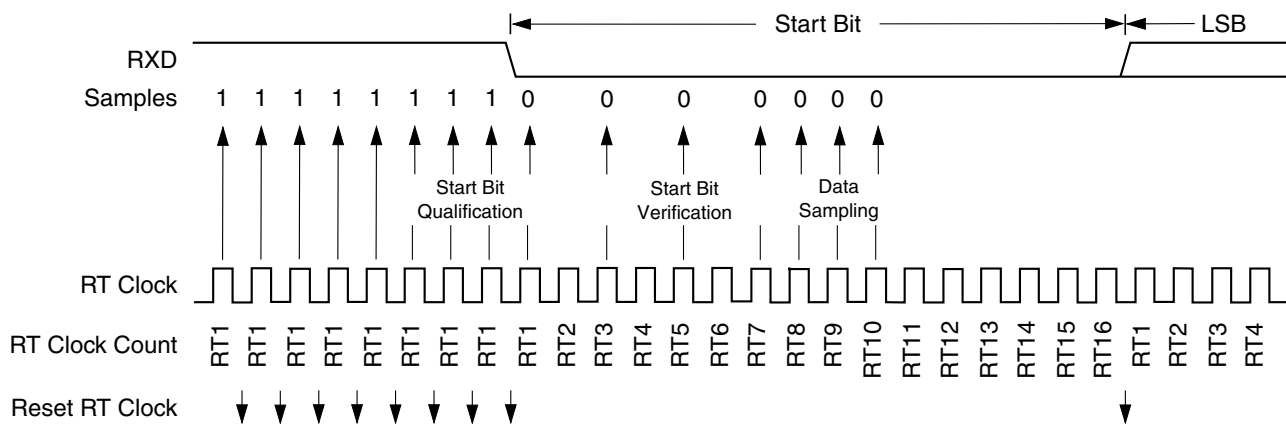 Start Bit LSB
RXD
Samples 1 1 1 1 1 1 1 1 0 0 0 0 0 0 0
Start Bit Qualification
Start Bit Verification
Data Sampling
RT Clock
RT Clock Count RT1 RT1 RT1 RT1 RT1 RT1 RT1 RT1 RT1 RT2 RT3 RT4 RT5 RT6 RT7 RT8 RT9 RT10 RT11 RT12 RT13 RT14 RT15 RT16 RT1 RT2 RT3 RT4
Reset RT Clock